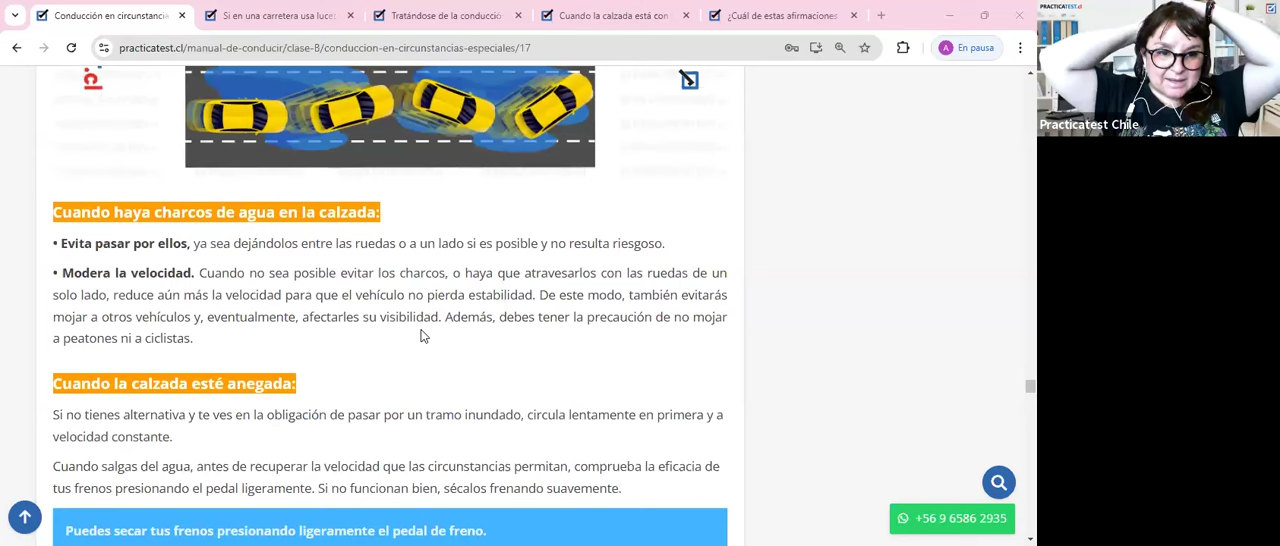 Conducción en circunstancia
Si en una carretera usa luces
Tratándose de la conducció
Cuando la calzada está con
¿Cuál de estas afirmaciones
practicatest.cl/manual-de-conducir/clase-B/conduccion-en-circunstancias-especiales/17
A
En pausa
PRACTICATEST.cl
Practicatest Chile
Cuando haya charcos de agua en la calzada:
• Evita pasar por ellos, ya sea dejándolos entre las ruedas o a un lado si es posible y no resulta riesgoso.
• Modera la velocidad. Cuando no sea posible evitar los charcos, o haya que atravesarlos con las ruedas de un
solo lado, reduce aún más la velocidad para que el vehículo no pierda estabilidad. De este modo, también evitarás
mojar a otros vehículos y, eventualmente, afectarles su visibilidad. Además, debes tener la precaución de no mojar
a peatones ni a ciclistas.
Cuando la calzada esté anegada:
Si no tienes alternativa y te ves en la obligación de pasar por un tramo inundado, circula lentamente en primera y a
velocidad constante.
Cuando salgas del agua, antes de recuperar la velocidad que las circunstancias permitan, comprueba la eficacia de
tus frenos presionando el pedal ligeramente. Si no funcionan bien, sécalos frenando suavemente.
Puedes secar tus frenos presionando ligeramente el pedal de freno.
+56 9 6586 2935